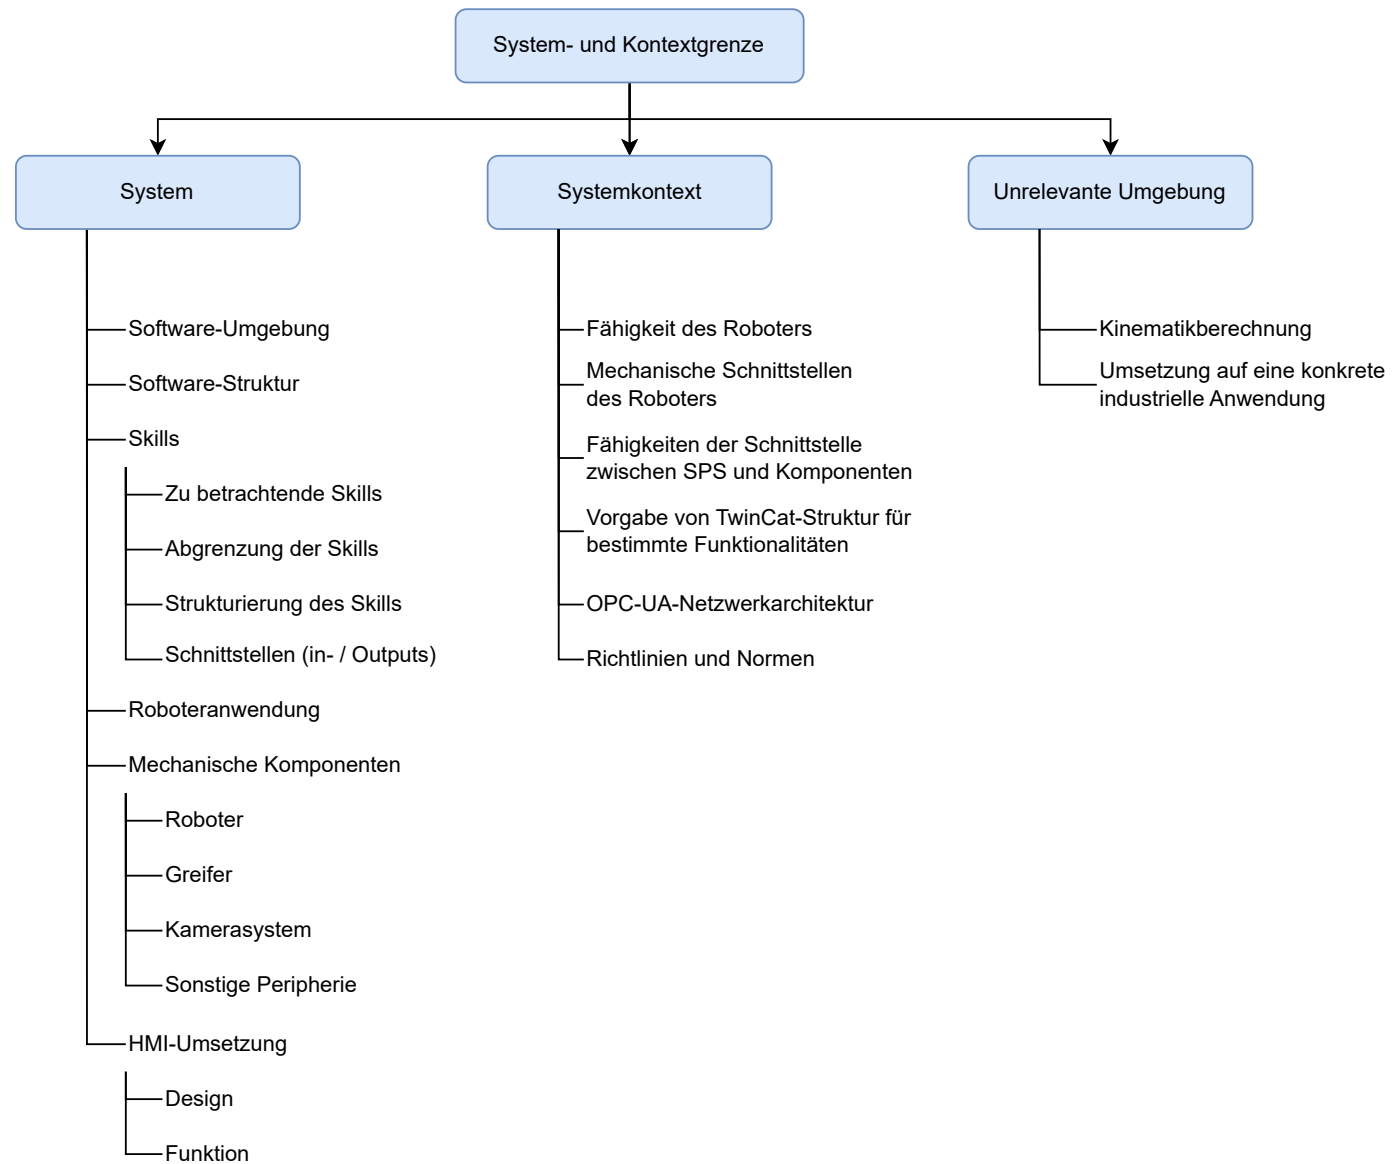 System- und Kontextgrenze
System
Software-Umgebung
Software-Struktur
Skills
Zu betrachtende Skills
Abgrenzung der Skills
Strukturierung des Skills
Schnittstellen (in- / Outputs)
Roboteranwendung
Mechanische Komponenten
Roboter
Greifer
Kamerasystem
Sonstige Peripherie
HMI-Umsetzung
Design
Funktion
Systemkontext
Fähigkeit des Roboters
Mechanische Schnittstellen
des Roboters
Fähigkeiten der Schnittstelle
zwischen SPS und Komponenten
Vorgabe von TwinCat-Struktur für
bestimmte Funktionalitäten
OPC-UA-Netzwerkarchitektur
Richtlinien und Normen
Unrelevante Umgebung
Kinematikberechnung
Umsetzung auf eine konkrete
industrielle Anwendung